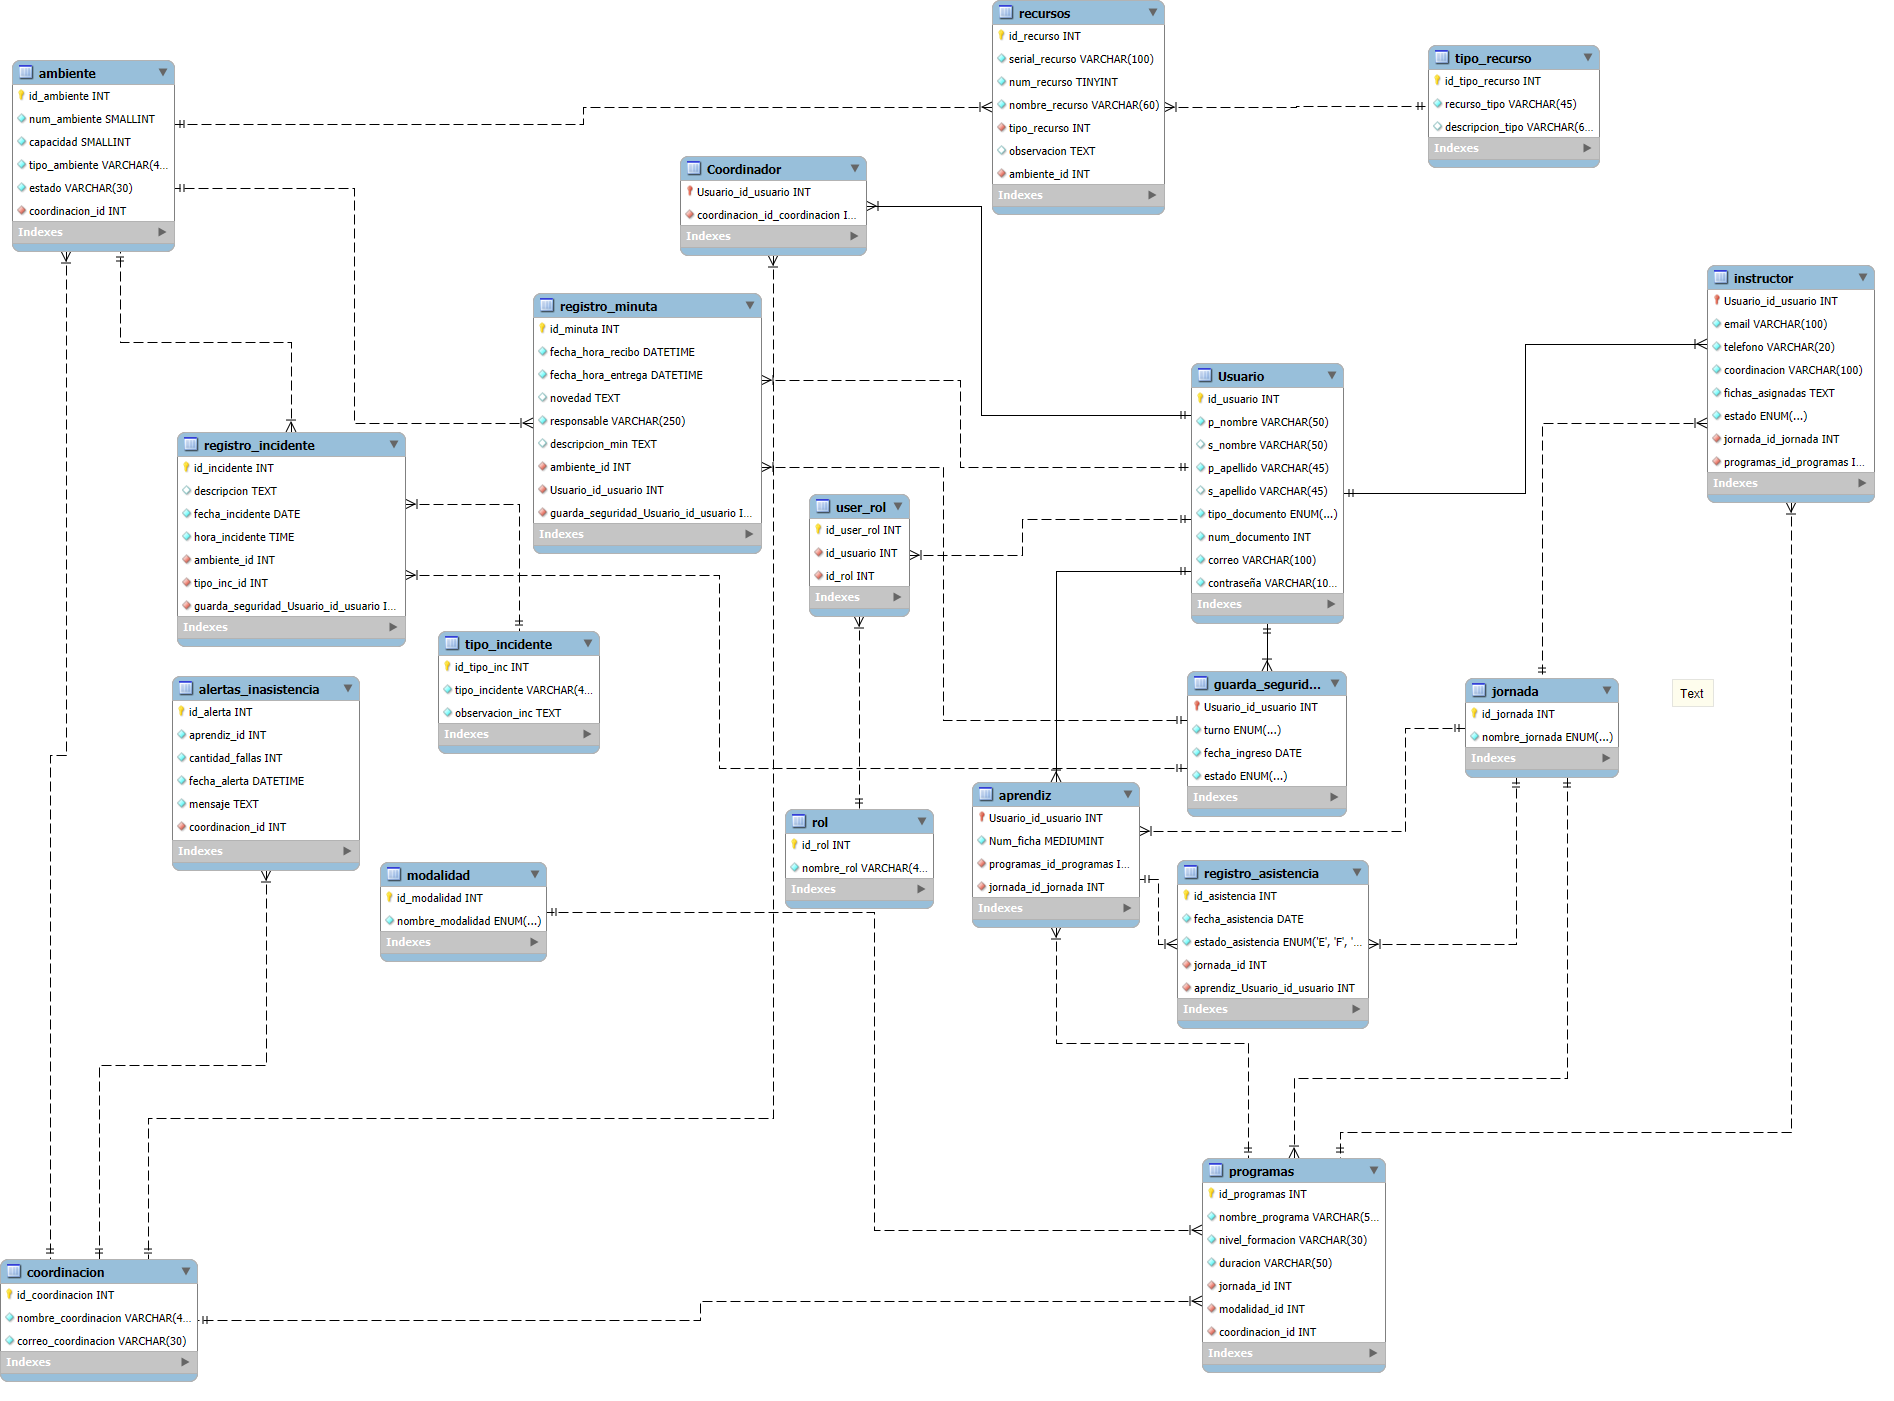 recursos
id_recurso INT
serial_recurso VARCHAR(100)
num_recurso TINYINT
nombre_recurso VARCHAR(60)
tipo_recurso INT
observacion TEXT
ambiente_id INT
Indexes
tipo_recurso
id_tipo_recurso INT
recurso_tipo VARCHAR(45)
descripcion_tipo VARCHAR(6...
Indexes
ambiente
id_ambiente INT
num_ambiente SMALLINT
capacidad SMALLINT
tipo_ambiente VARCHAR(4...
estado VARCHAR(30)
coordinacion_id INT
Indexes
Coordinador
Usuario_id_usuario INT
coordinacion_id_coordinacion I...
Indexes
instructor
Usuario_id_usuario INT
email VARCHAR(100)
telefono VARCHAR(20)
coordinacion VARCHAR(100)
fichas_asignadas TEXT
estado ENUM(...)
jornada_id_jornada INT
programas_id_programas I...
Indexes
registro_minuta
id_minuta INT
fecha_hora_recibo DATETIME
fecha_hora_entrega DATETIME
novedad TEXT
responsable VARCHAR(250)
descripcion_min TEXT
ambiente_id INT
Usuario_id_usuario INT
guarda_seguridad_Usuario_id_usuario I...
Indexes
Usuario
id_usuario INT
p_nombre VARCHAR(50)
s_nombre VARCHAR(50)
p_apellido VARCHAR(45)
s_apellido VARCHAR(45)
tipo_documento ENUM(...)
num_documento INT
correo VARCHAR(100)
contraseña VARCHAR(10...
Indexes
registro_incidente
id_incidente INT
descripcion TEXT
fecha_incidente DATE
hora_incidente TIME
ambiente_id INT
tipo_inc_id INT
guarda_seguridad_Usuario_id_usuario I...
Indexes
user_rol
id_user_rol INT
id_usuario INT
id_rol INT
Indexes
tipo_incidente
id_tipo_inc INT
tipo_incidente VARCHAR(4...
observacion_inc TEXT
Indexes
alertas_inasistencia
id_alerta INT
aprendiz_id INT
cantidad_fallas INT
fecha_alerta DATETIME
mensaje TEXT
coordinacion_id INT
Indexes
guarda_segurid...
Usuario_id_usuario INT
turno ENUM(...)
fecha_ingreso DATE
estado ENUM(...)
Indexes
jornada
id_jornada INT
nombre_jornada ENUM(...)
Indexes
Text
aprendiz
Usuario_id_usuario INT
Num_ficha MEDIUMINT
programas_id_programas I...
jornada_id_jornada INT
Indexes
rol
id_rol INT
nombre_rol VARCHAR(4...
Indexes
modalidad
id_modalidad INT
nombre_modalidad ENUM(...)
Indexes
registro_asistencia
id_asistencia INT
fecha_asistencia DATE
estado_asistencia ENUM('E', 'F', '...
jornada_id INT
aprendiz_Usuario_id_usuario INT
Indexes
programas
id_programas INT
nombre_programa VARCHAR(5...
nivel_formacion VARCHAR(30)
duracion VARCHAR(50)
jornada_id INT
modalidad_id INT
coordinacion_id INT
Indexes
coordinacion
id_coordinacion INT
nombre_coordinacion VARCHAR(4...
correo_coordinacion VARCHAR(30)
Indexes